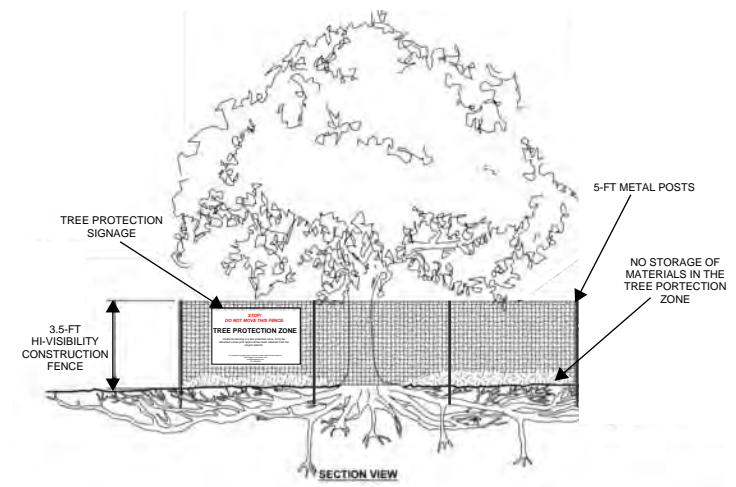 TREE PROTECTION
SIGNAGE
5-FT METAL POSTS
NO STORAGE OF
MATERIALS IN THE
TREE PORTECTION
ZONE
3.5-FT
HI-VISIBILITY
CONSTRUCTION
FENCE
STOP!
DO NOT MOVE THIS FENCE
TREE PROTECTION ZONE
SECTION VIEW